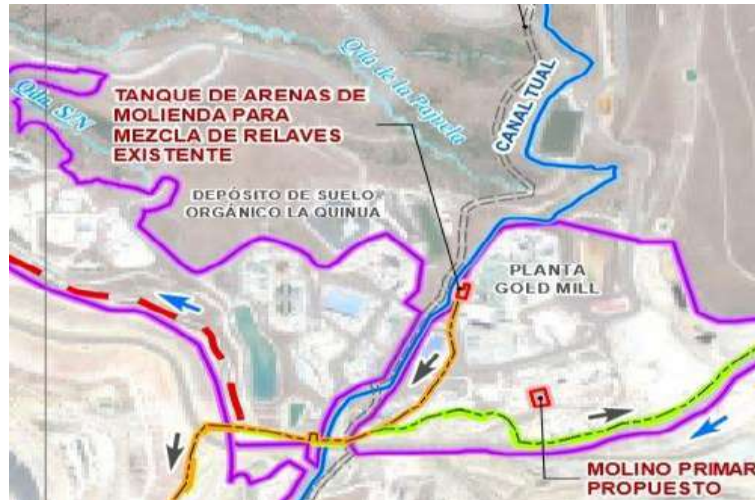 Qda. S/N
TANQUE DE ARENAS DE
MOLIENDA PARA
MEZCLA DE RELAVES
EXISTENTE
Qda de la Pajuela
CANAL TUAL
DEPÓSITO DE SUELO
ORGÁNICO LA QUINUA
PLANTA
GOLD MILL
MOLINO PRIMAR
PROPUESTO